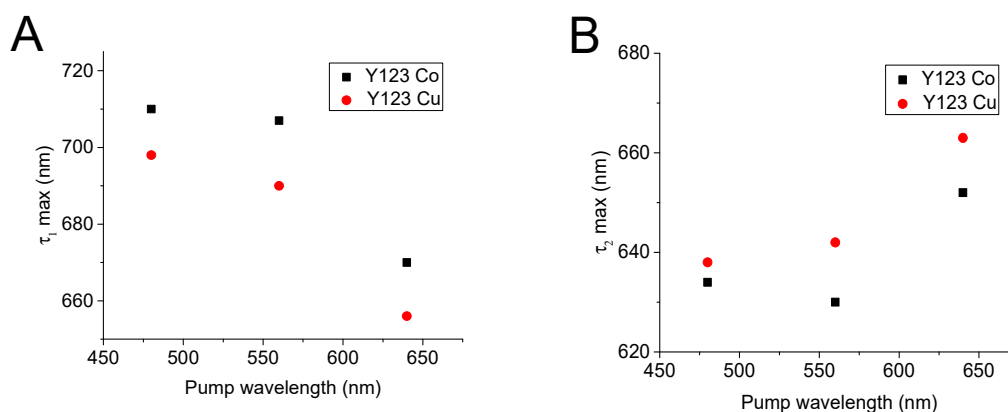 A
720
700
680
660
τ₁ max (nm)
450 500 550 600 650
Pump wavelength (nm)
Y123 Co
Y123 Cu
B
680
660
640
620
τ₂ max (nm)
450 500 550 600 650
Pump wavelength (nm)
Y123 Co
Y123 Cu